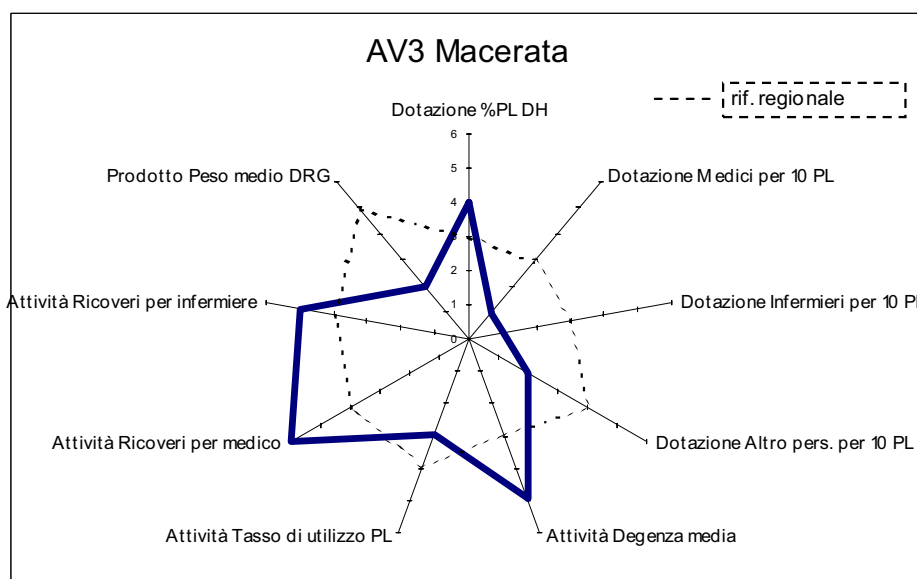 AV3 Macerata
rif. regionale
Dotazione %PL DH
6
5
4
3
2
1
0
Prodotto Peso medio DRG
Dotazione Medici per 10 PL
Attività Ricoveri per infermiere
Dotazione Infermieri per 10 PL
Attività Ricoveri per medico
Dotazione Altro pers. per 10 PL
Attività Tasso di utilizzo PL
Attività Degenza media